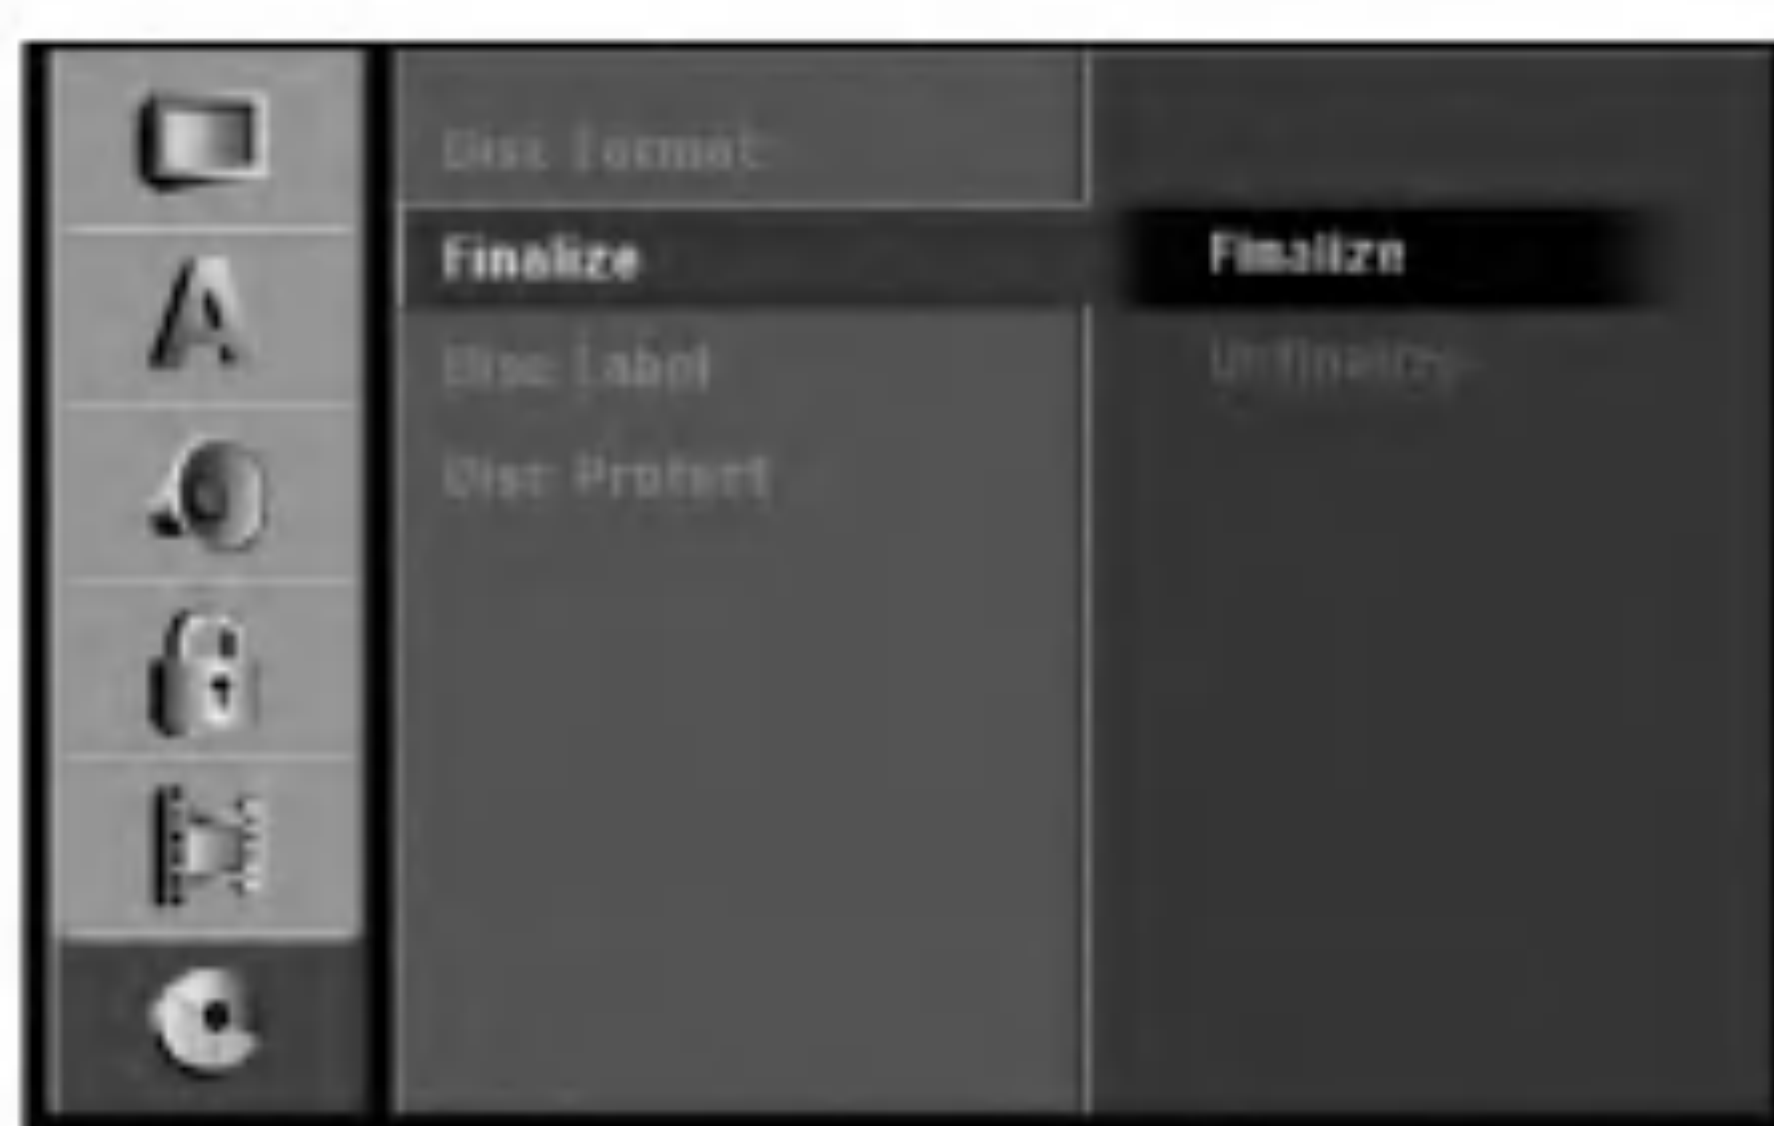 Disc Format
Finalize
Finalize
Disc Label
Unfinalize
Disc Protect